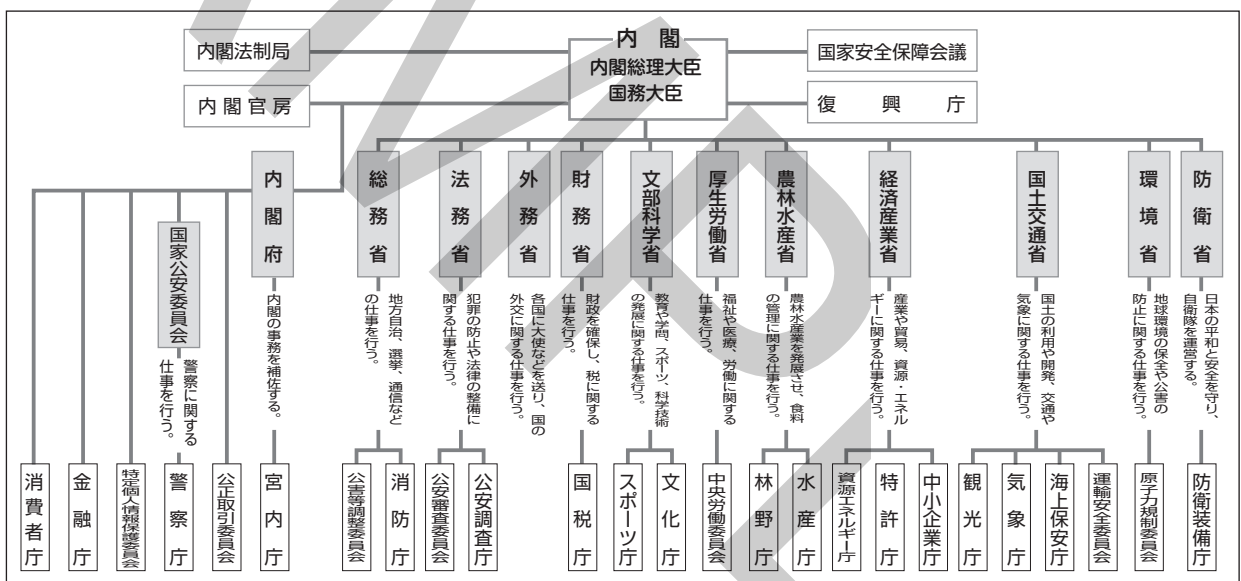 内閣
内閣総理大臣
国務大臣
内閣法制局
内閣官房
国家安全保障会議
復興庁
内閣府
内閣の事務を補佐する。
国家公安委員会
警察に関する
仕事を行う。
総務省
地方自治、選挙、通信など
の仕事を行う。
法務省
犯罪の防止や法律の整備に
関する仕事を行う。
外務省
各国に大使などを送り、国の
外交に関する仕事を行う。
財務省
財政を確保し、税に関する
仕事を行う。
文部科学省
教育や学問、スポーツ、科学技術
の発展に関する仕事を行う。
厚生労働省
福祉や医療、労働に関する
仕事を行う。
農林水産省
農林水産業を発展させ、食料
の管理に関する仕事を行う。
経済産業省
産業や貿易、資源・エネル
ギーに関する仕事を行う。
国土交通省
国土の利用や開発、交通や
気象に関する仕事を行う。
環境省
地球環境の保全や公害の
防止に関する仕事を行う。
防衛省
日本の平和と安全を守り、
自衛隊を運営する。
消費者庁
金融庁
特定個人情報保護委員会
警察庁
公正取引委員会
宮内庁
公害等調整委員会
消防庁
公安審査委員会
公安調査庁
国税庁
スポーツ庁
文化庁
中央労働委員会
林野庁
水産庁
資源エネルギー庁
特許庁
中小企業庁
観光庁
気象庁
海上保安庁
運輸安全委員会
原子力規制委員会
防衛装備庁